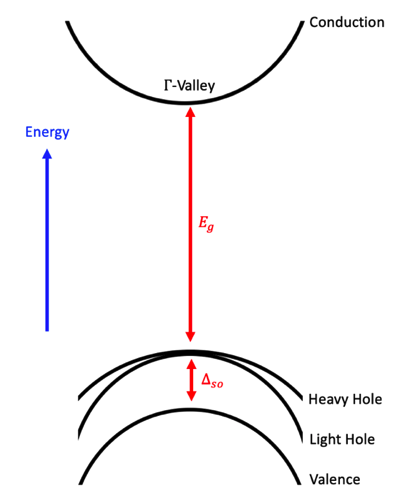 Conduction
Γ-Valley
Energy
E_g
Δ_so
Heavy Hole
Light Hole
Valence